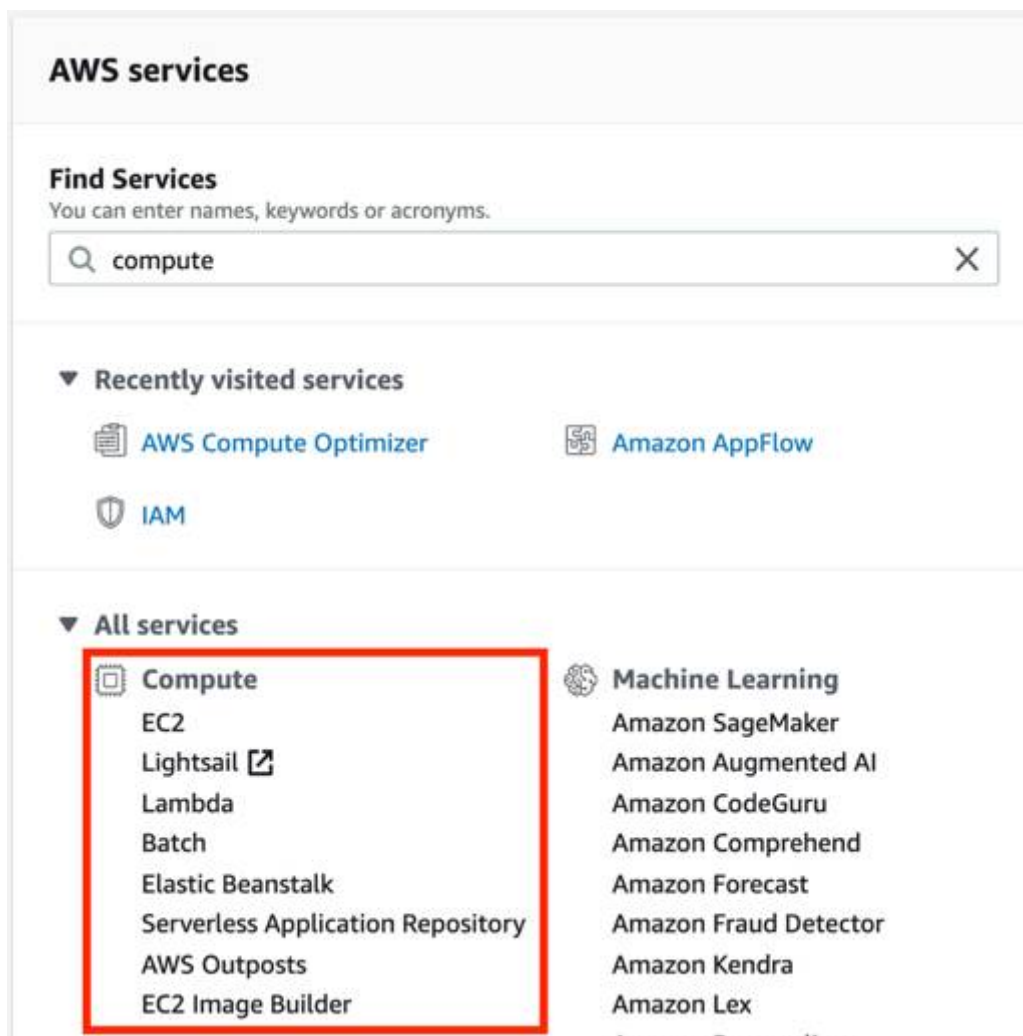 AWS services
Find Services
You can enter names, keywords or acronyms.
compute
Recently visited services
AWS Compute Optimizer
Amazon AppFlow
IAM
All services
Compute
EC2
Lightsail
Lambda
Batch
Elastic Beanstalk
Serverless Application Repository
AWS Outposts
EC2 Image Builder
Machine Learning
Amazon SageMaker
Amazon Augmented AI
Amazon CodeGuru
Amazon Comprehend
Amazon Forecast
Amazon Fraud Detector
Amazon Kendra
Amazon Lex